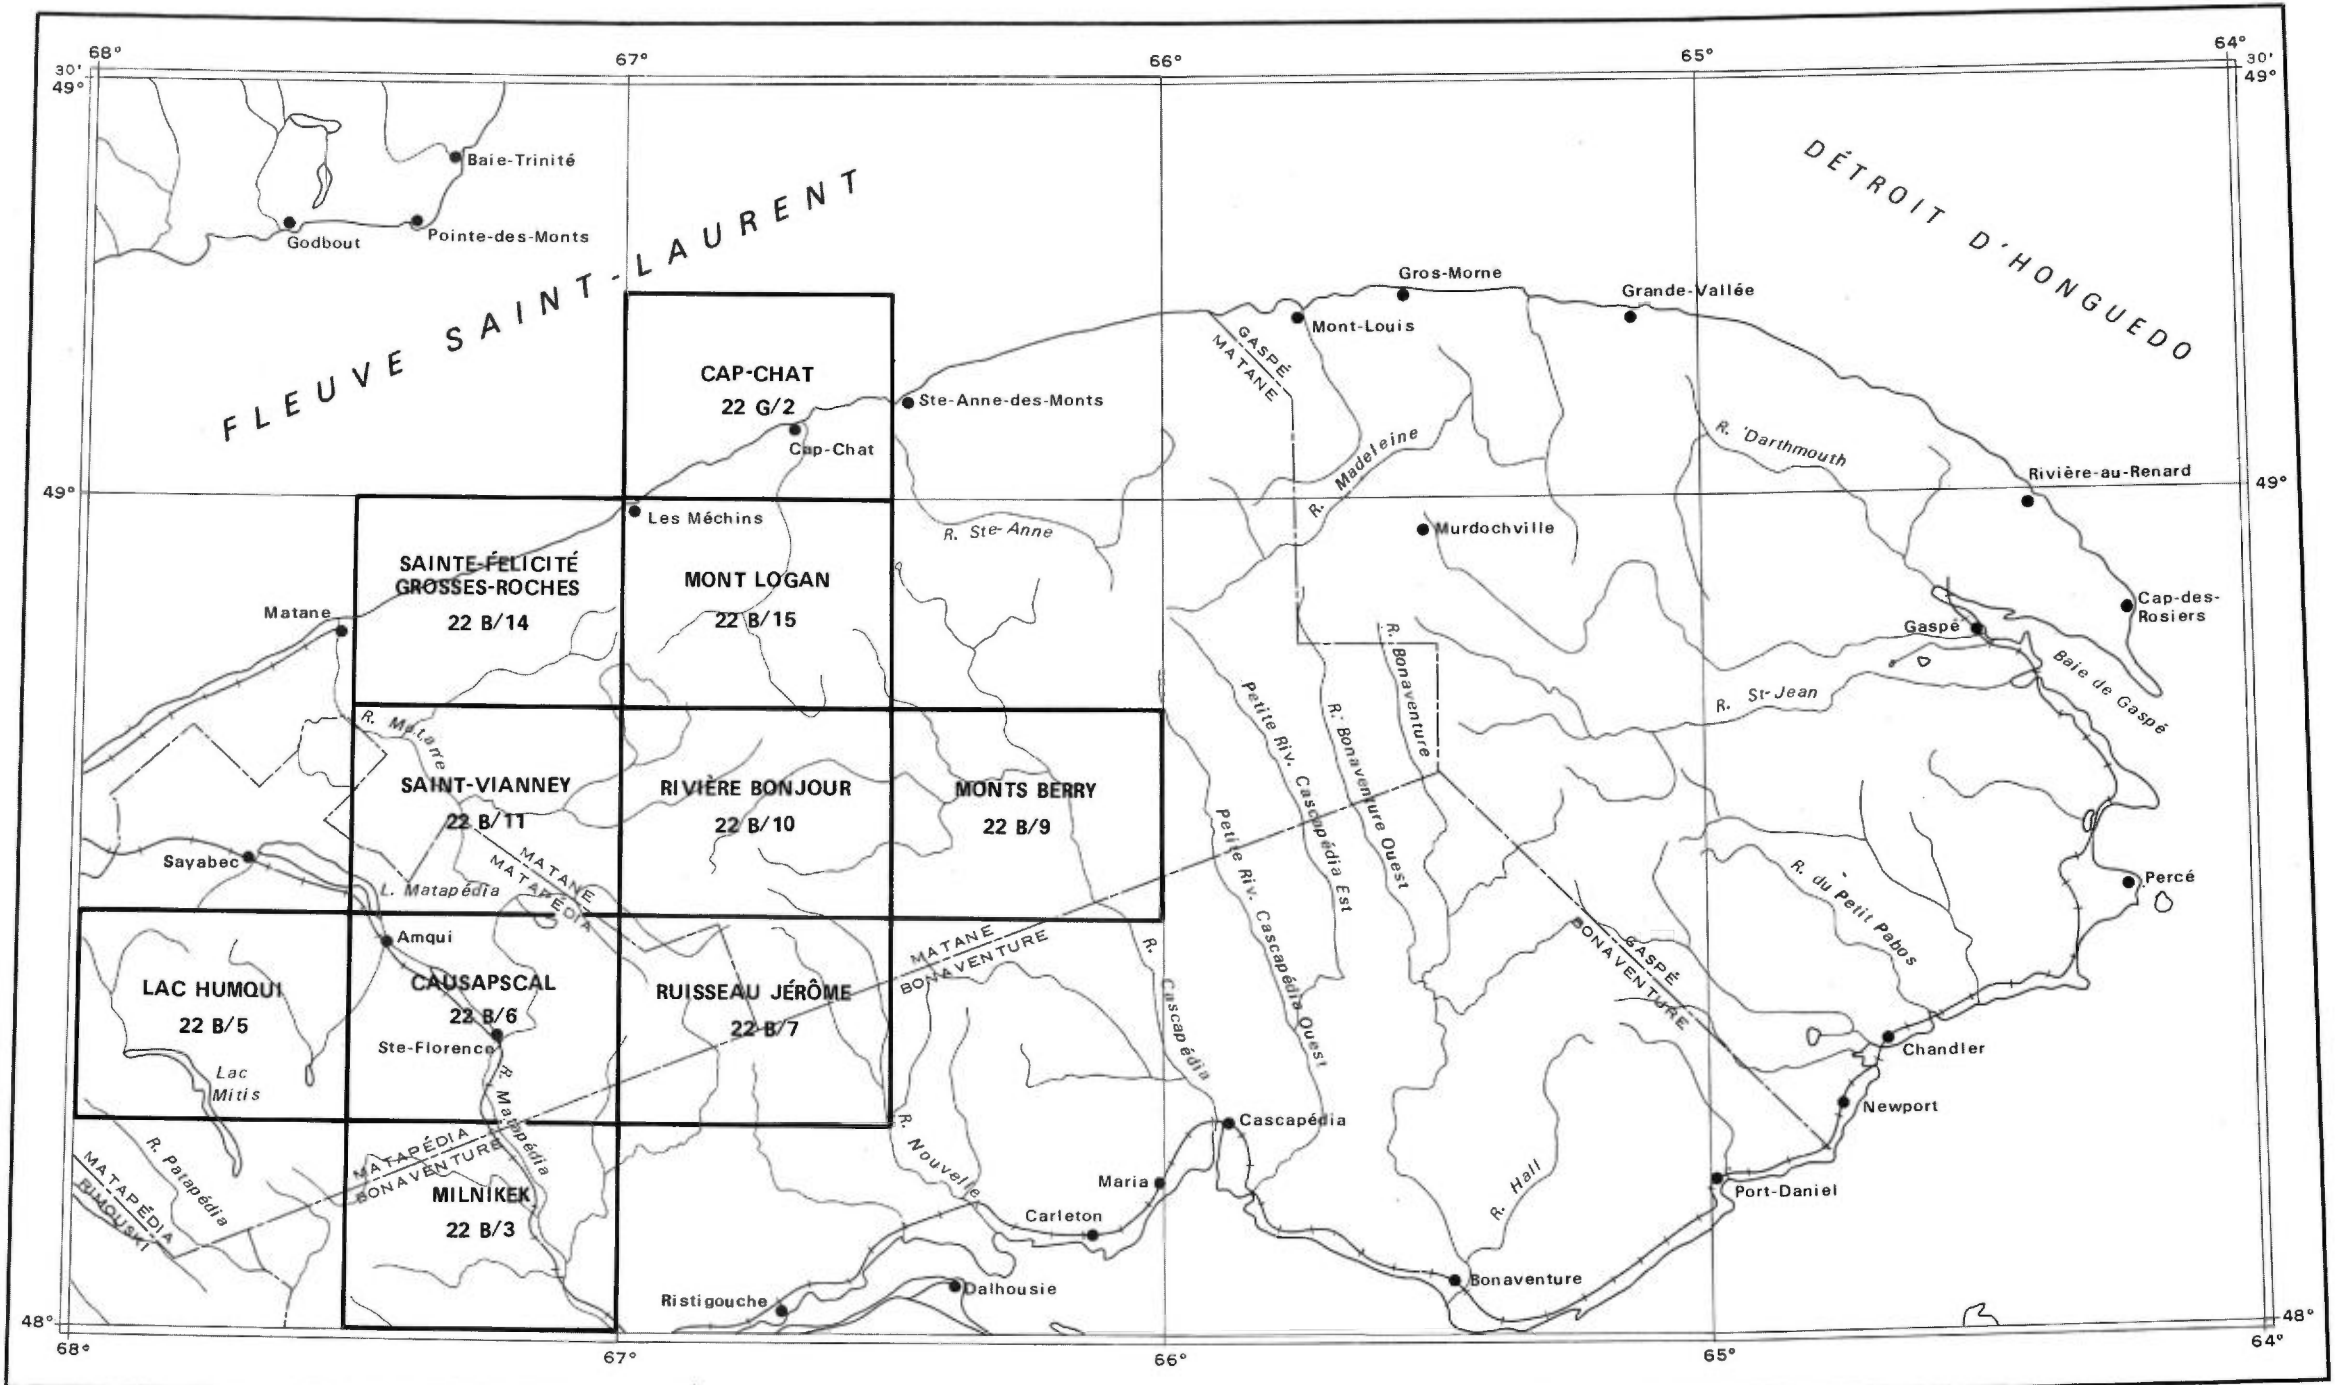 68°
67°
66°
65°
64°
30'
49°
30'
49°
Baie-Trinité
Godbout
Pointe-des-Monts
FLEUVE SAINT-LAURENT
DÉTROIT D'HONGUEDO
Gros-Morne
Grande-Vallée
Mont-Louis
GASPÉ
MATANE
CAP-CHAT
22 G/2
Cap-Chat
Ste-Anne-des-Monts
R. Madeleine
R. Darthmouth
Rivière-au-Renard
49°
49°
Les Méchins
R. Ste-Anne
Murdochville
SAINTE-FÉLICITÉ
GROSSES-ROCHES
22 B/14
MONT LOGAN
22 B/15
Matane
Cap-des-
Rosiers
Gaspé
Baie de Gaspé
R. Bonaventure
R. St-Jean
Petite Riv. Cascapédia Est
R. Bonaventure Ouest
R. Matane
SAINT-VIANNEY
22 B/11
RIVIÈRE BONJOUR
22 B/10
MONTS BERRY
22 B/9
Petite Riv. Cascapédia Ouest
Sayabec
L. Matapédia
MATANE
MATAPÉDIA
R. du Petit Pabos
Percé
Amqui
MATANE
BONAVENTURE
GASPÉ
BONAVENTURE
LAC HUMQUI
22 B/5
CAUSAPSCAL
22 B/6
RUISSEAU JÉRÔME
22 B/7
R. Cascapédia
Ste-Florence
Lac
Mitis
R. Matapédia
Chandler
Newport
Cascapédia
MATAPÉDIA
BONAVENTURE
R. Patapédia
MATAPÉDIA
RIMOUSKI
MILNIKEK
22 B/3
R. Nouvelle
Maria
Carleton
R. Hall
Port-Daniel
Bonaventure
Ristigouche
Dalhousie
48°
48°
68°
67°
66°
65°
64°